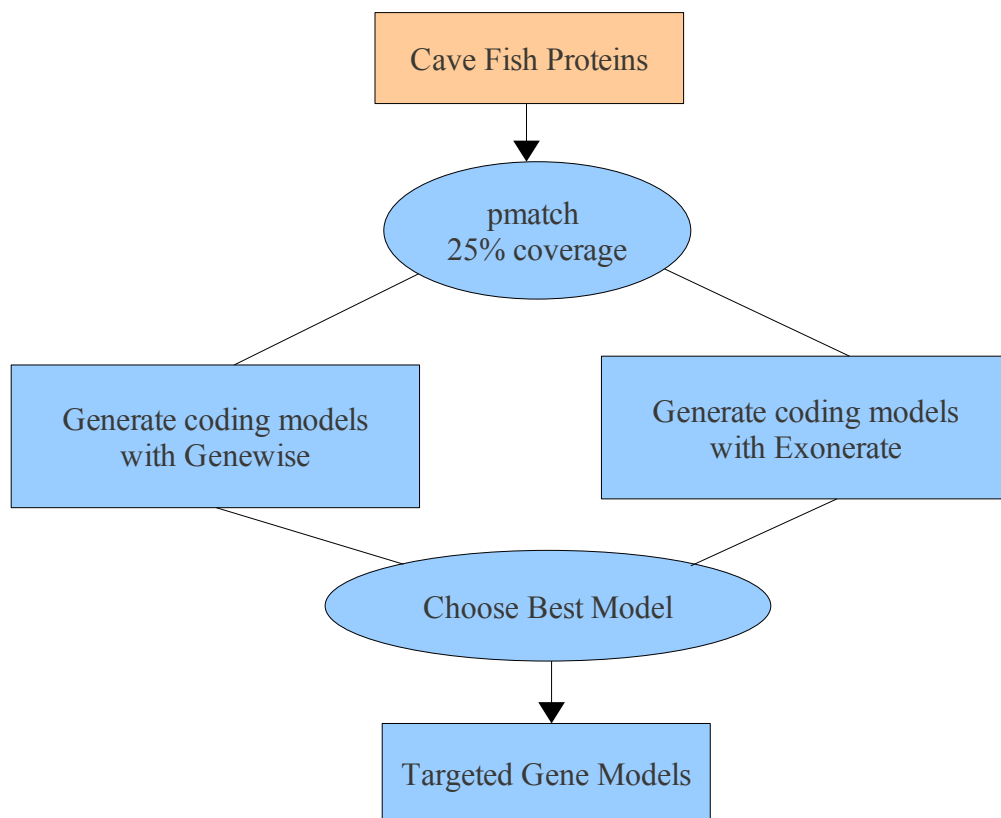 Cave Fish Proteins
pmatch
25% coverage
Generate coding models
with Genewise
Generate coding models
with Exonerate
Choose Best Model
Targeted Gene Models